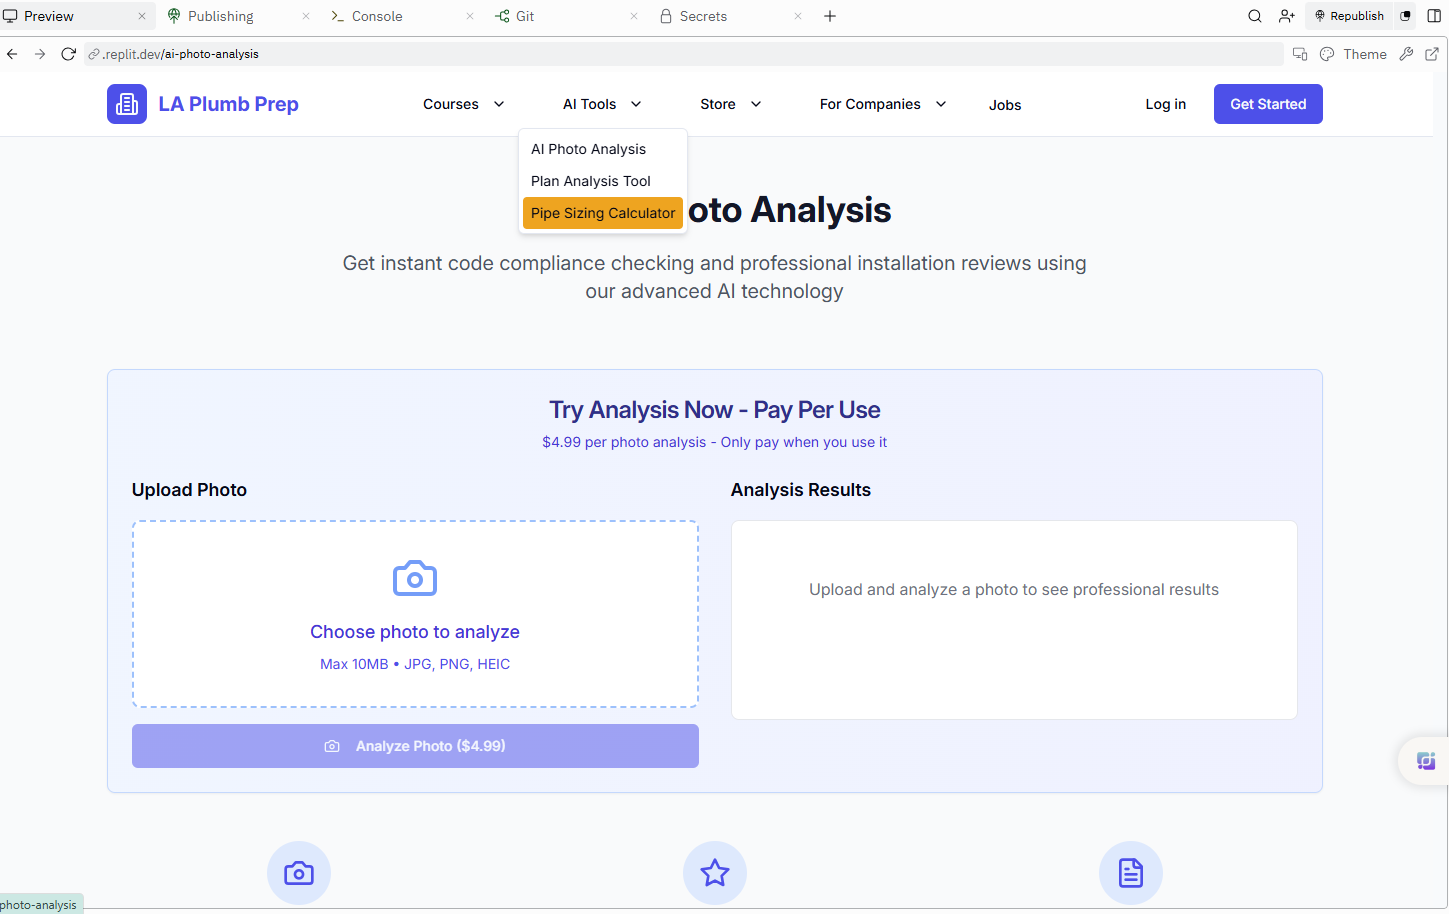 Preview
Publishing
Console
Git
Secrets
Republish
.replit.dev/ai-photo-analysis
Theme
LA Plumb Prep
Courses
AI Tools
Store
For Companies
Jobs
Log in
Get Started
AI Photo Analysis
Plan Analysis Tool
Pipe Sizing Calculator
oto Analysis
Get instant code compliance checking and professional installation reviews using
our advanced AI technology
Try Analysis Now - Pay Per Use
$4.99 per photo analysis - Only pay when you use it
Upload Photo
Choose photo to analyze
Max 10MB • JPG, PNG, HEIC
Analyze Photo ($4.99)
Analysis Results
Upload and analyze a photo to see professional results
photo-analysis